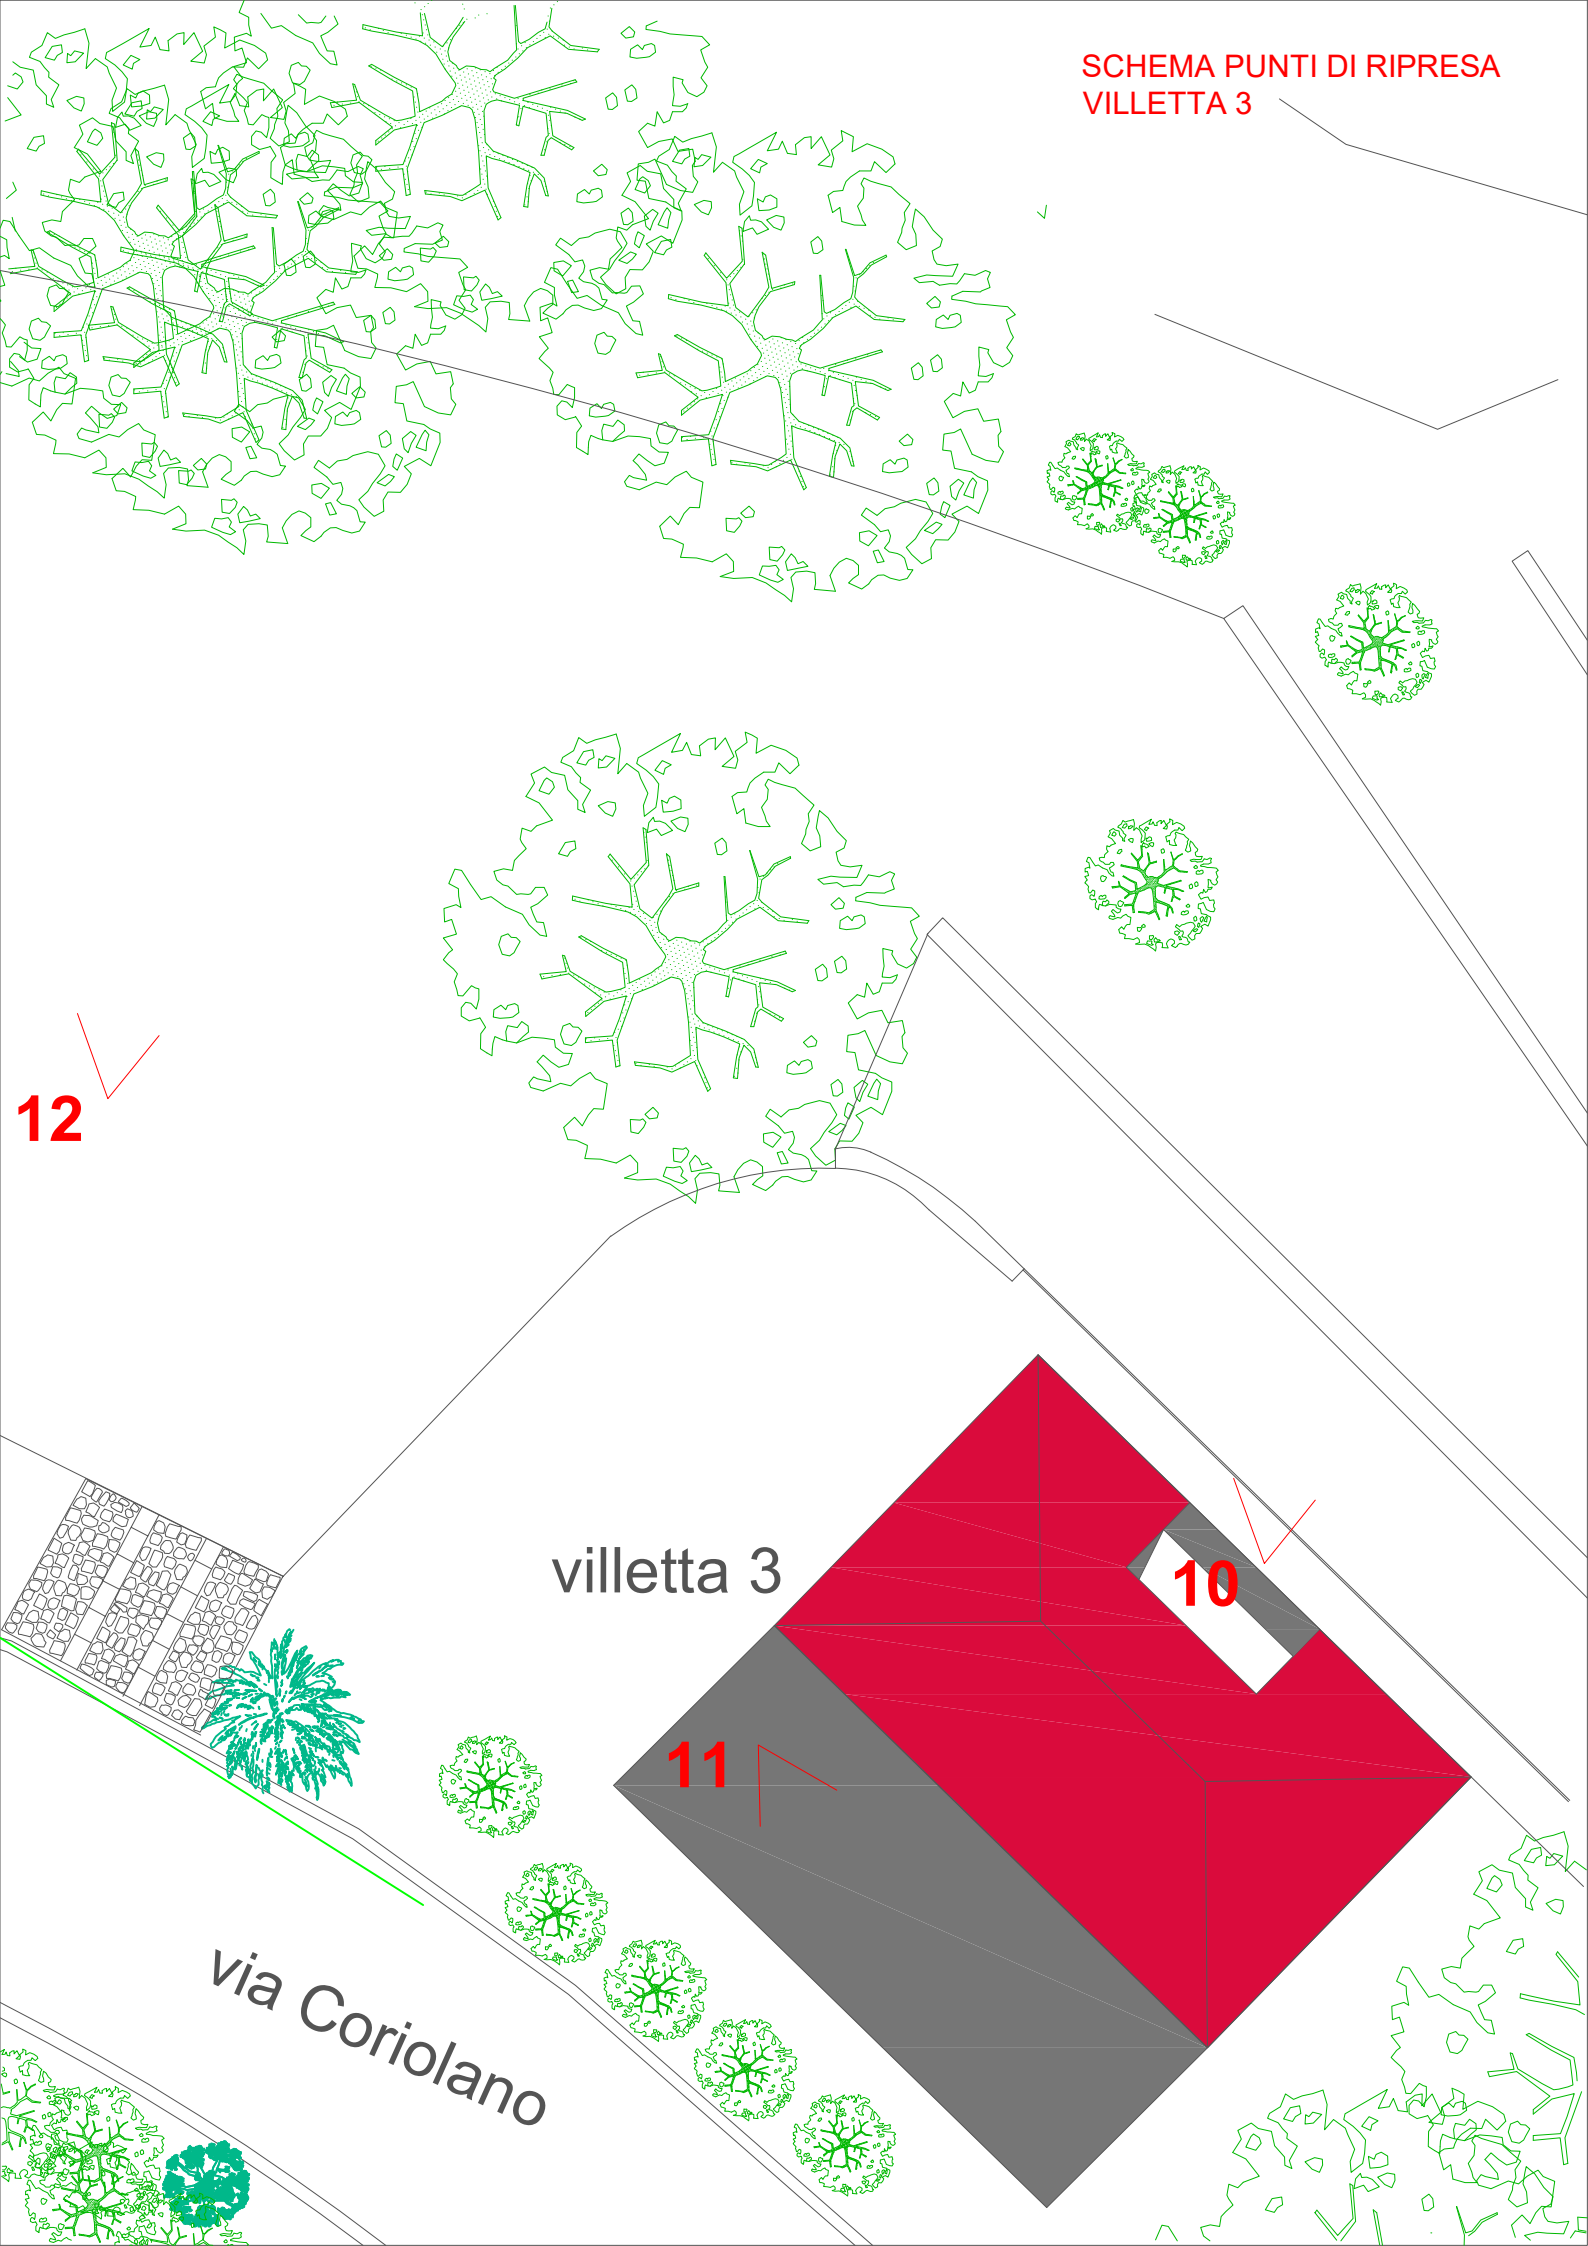 SCHEMA PUNTI DI RIPRESA
VILLETTA 3
12
villetta 3
10
11
via Coriolano